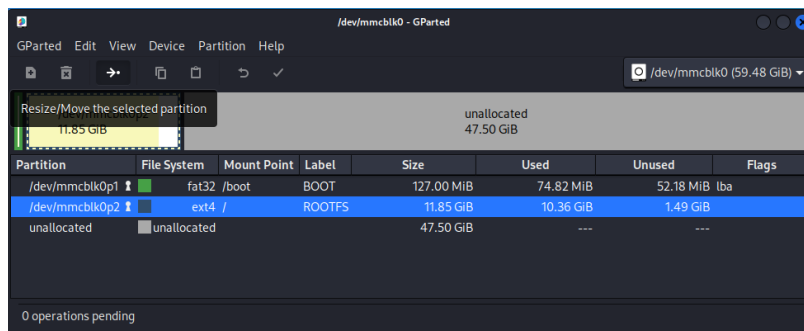 /dev/mmcblk0 - GParted
GParted Edit View Device Partition Help
/dev/mmcblk0 (59.48 GiB)
Resize/Move the selected partition
unallocated
11.85 GiB
47.50 GiB
Partition File System Mount Point Label Size Used Unused Flags
/dev/mmcblk0p1 fat32 /boot BOOT 127.00 MiB 74.82 MiB 52.18 MiB lba
/dev/mmcblk0p2 ext4 / ROOTFS 11.85 GiB 10.36 GiB 1.49 GiB
unallocated unallocated 47.50 GiB --- ---
0 operations pending